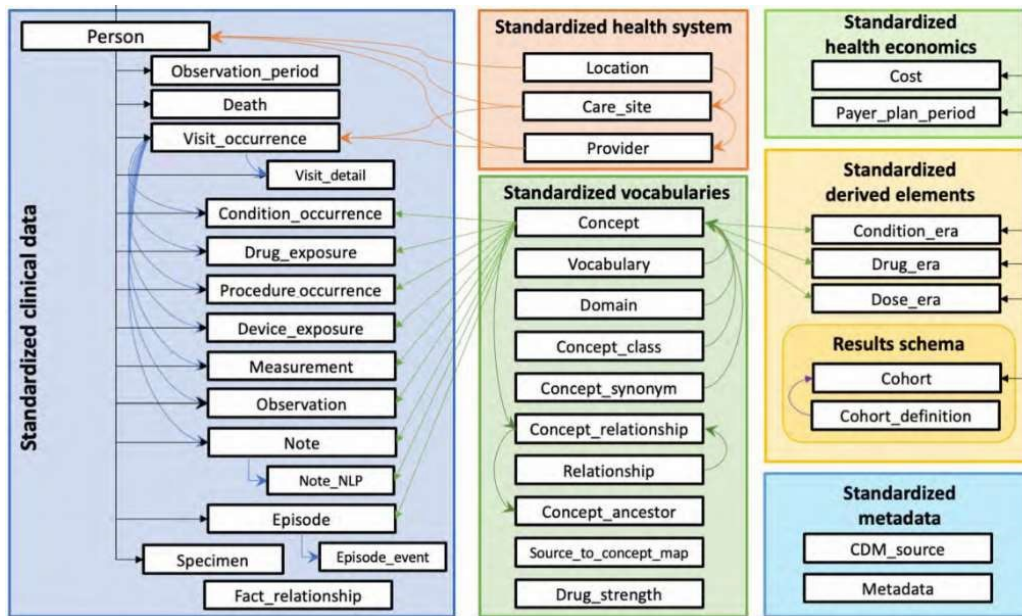 Standardized clinical data
Person
Observation_period
Death
Visit_occurrence
Visit_detail
Condition_occurrence
Drug_exposure
Procedure_occurrence
Device_exposure
Measurement
Observation
Note
Note_NLP
Episode
Episode_event
Specimen
Fact_relationship
Standardized health system
Location
Care_site
Provider
Standardized vocabularies
Concept
Vocabulary
Domain
Concept_class
Concept_synonym
Concept_relationship
Relationship
Concept_ancestor
Source_to_concept_map
Drug_strength
Standardized
health economics
Cost
Payer_plan_period
Standardized
derived elements
Condition_era
Drug_era
Dose_era
Results schema
Cohort
Cohort_definition
Standardized
metadata
CDM_source
Metadata